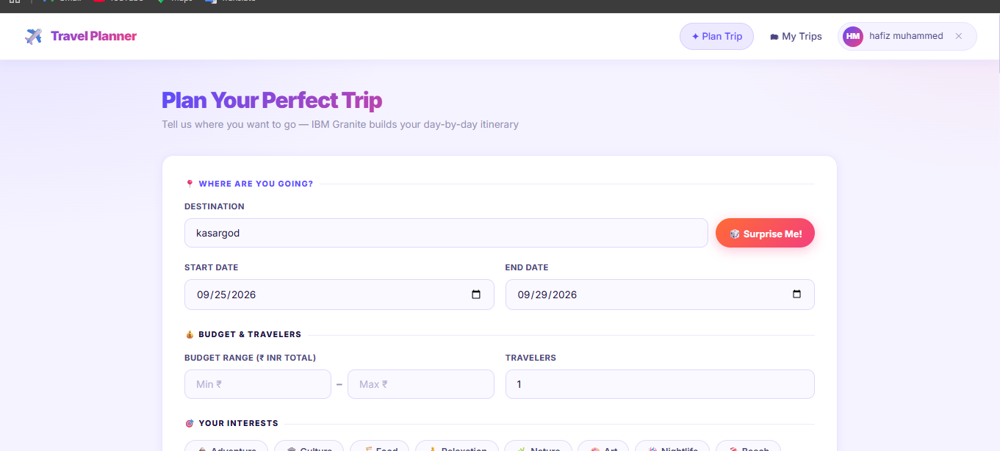 Travel Planner
✦ Plan Trip
My Trips
HM
hafiz muhammed
×
Plan Your Perfect Trip
Tell us where you want to go — IBM Granite builds your day-by-day itinerary
WHERE ARE YOU GOING?
DESTINATION
kasargod
Surprise Me!
START DATE
END DATE
09/25/2026
09/29/2026
BUDGET & TRAVELERS
BUDGET RANGE (₹ INR TOTAL)
TRAVELERS
Min ₹
–
Max ₹
1
YOUR INTERESTS
Adventure
Culture
Food
Relaxation
Nature
Art
Nightlife
Beach